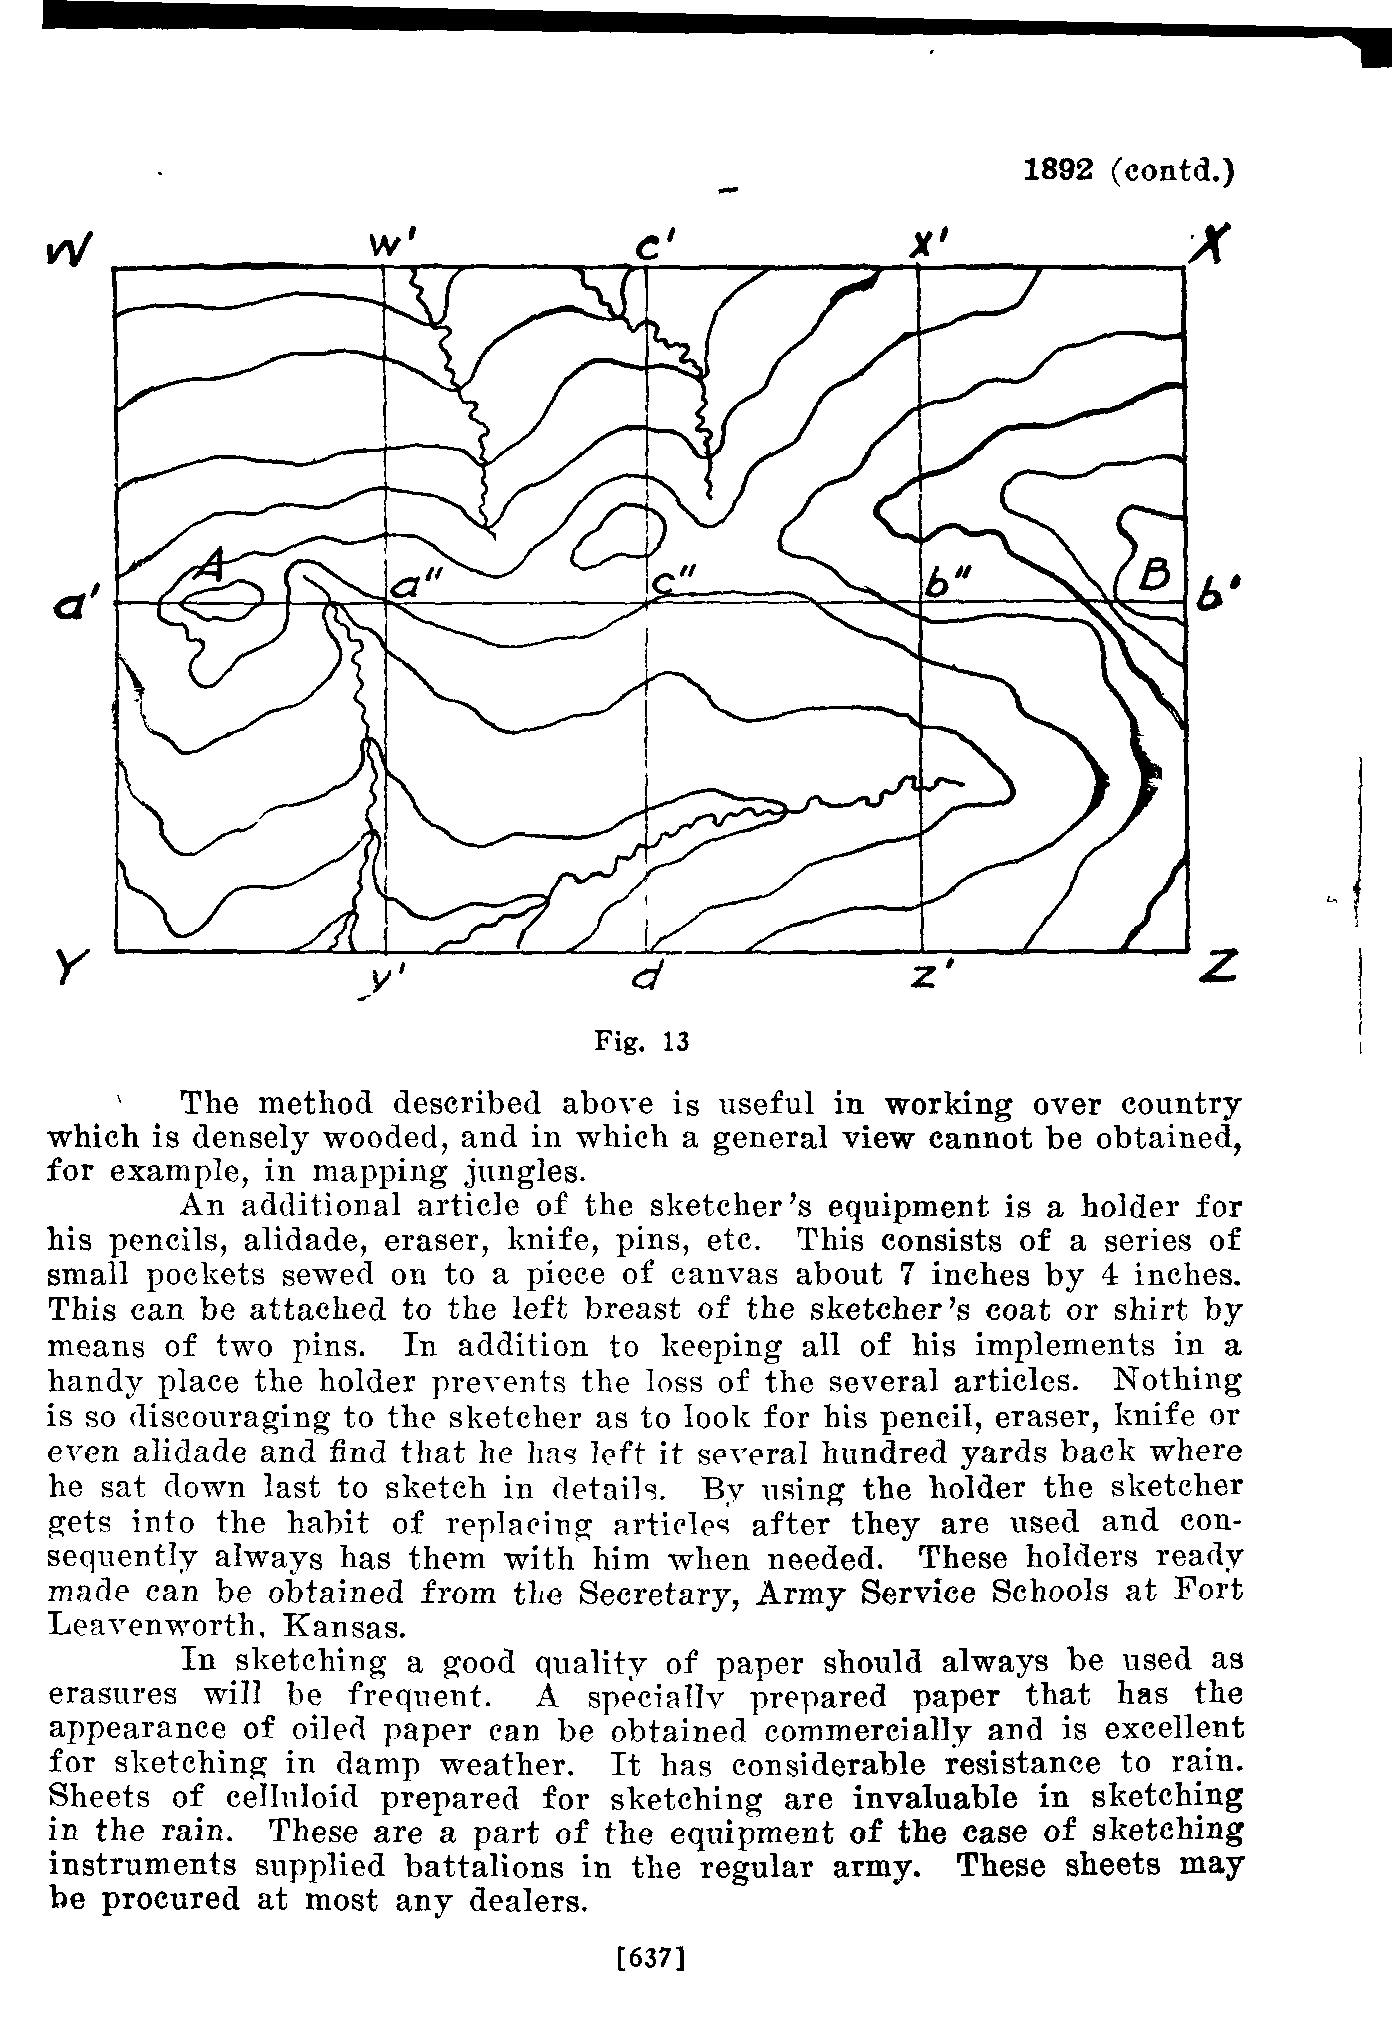 1892 (contd.)
W w' c' x' X
A
a' a" c" b" B b'
Y y' d z' Z
Fig. 13
The method described above is useful in working over country
which is densely wooded, and in which a general view cannot be obtained,
for example, in mapping jungles.
An additional article of the sketcher's equipment is a holder for
his pencils, alidade, eraser, knife, pins, etc. This consists of a series of
small pockets sewed on to a piece of canvas about 7 inches by 4 inches.
This can be attached to the left breast of the sketcher's coat or shirt by
means of two pins. In addition to keeping all of his implements in a
handy place the holder prevents the loss of the several articles. Nothing
is so discouraging to the sketcher as to look for his pencil, eraser, knife or
even alidade and find that he has left it several hundred yards back where
he sat down last to sketch in details. By using the holder the sketcher
gets into the habit of replacing articles after they are used and con-
sequently always has them with him when needed. These holders ready
made can be obtained from the Secretary, Army Service Schools at Fort
Leavenworth, Kansas.
In sketching a good quality of paper should always be used as
erasures will be frequent. A specially prepared paper that has the
appearance of oiled paper can be obtained commercially and is excellent
for sketching in damp weather. It has considerable resistance to rain.
Sheets of celluloid prepared for sketching are invaluable in sketching
in the rain. These are a part of the equipment of the case of sketching
instruments supplied battalions in the regular army. These sheets may
be procured at most any dealers.
[637]